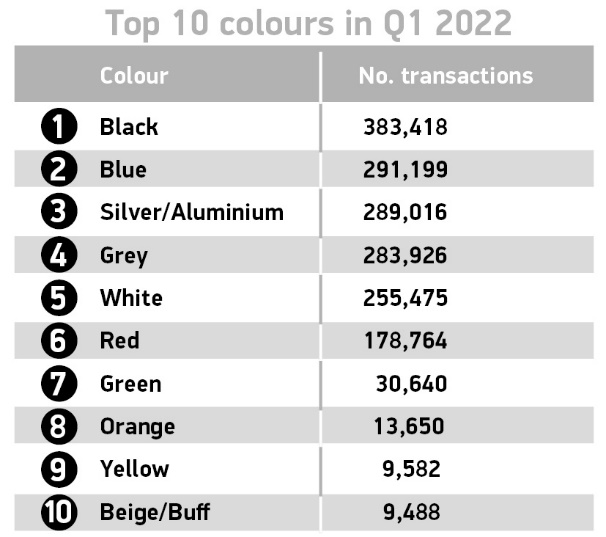 Top 10 colours in Q1 2022
Colour No. transactions
1 Black 383,418
2 Blue 291,199
3 Silver/Aluminium 289,016
4 Grey 283,926
5 White 255,475
6 Red 178,764
7 Green 30,640
8 Orange 13,650
9 Yellow 9,582
10 Beige/Buff 9,488